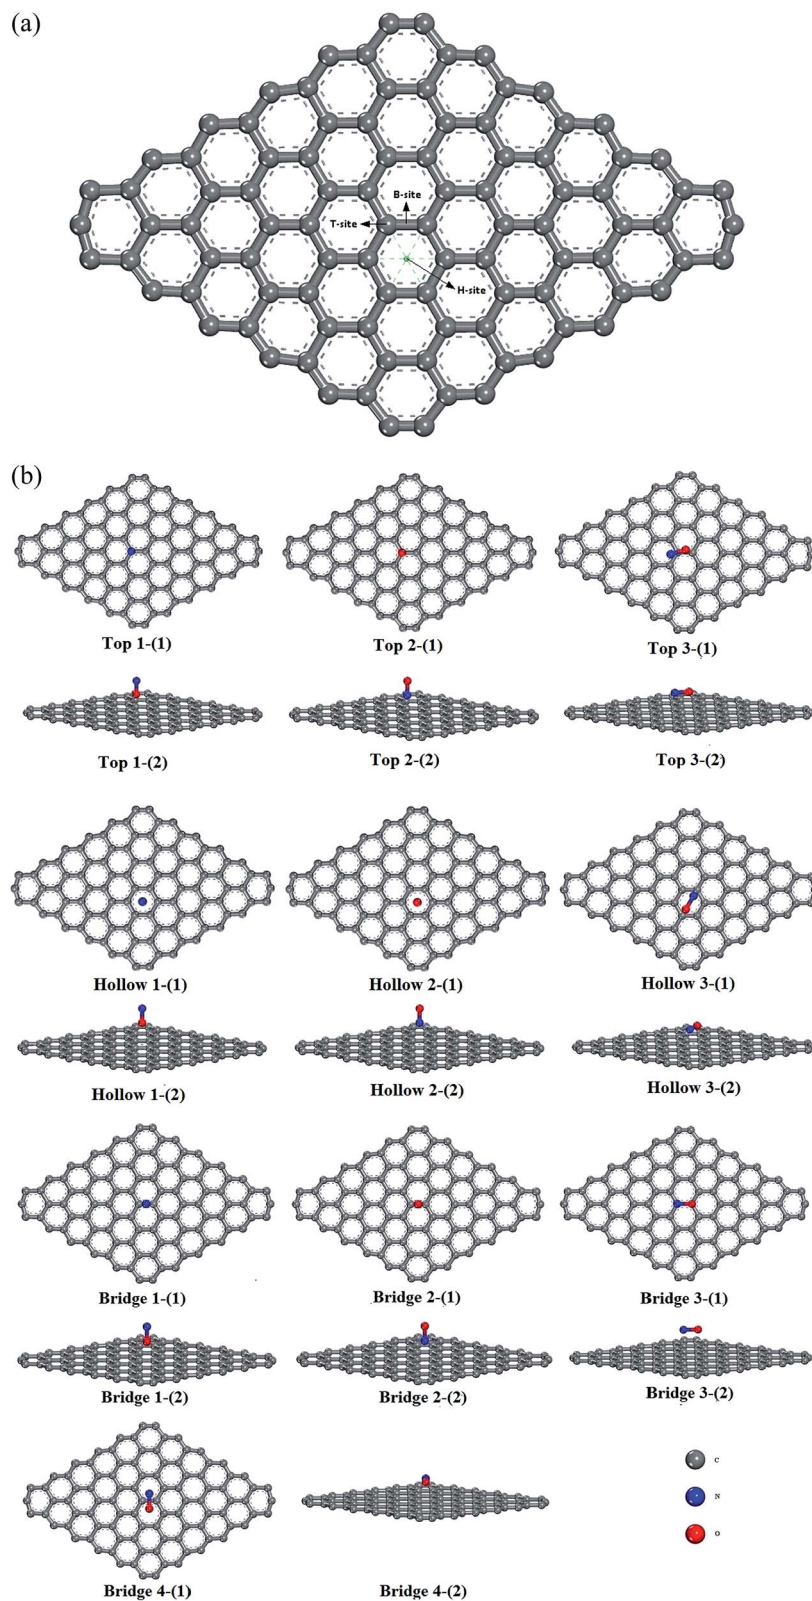 (a)
B-site
T-site
H-site
(b)
Top 1-(1) Top 2-(1) Top 3-(1)
Top 1-(2) Top 2-(2) Top 3-(2)
Hollow 1-(1) Hollow 2-(1) Hollow 3-(1)
Hollow 1-(2) Hollow 2-(2) Hollow 3-(2)
Bridge 1-(1) Bridge 2-(1) Bridge 3-(1)
Bridge 1-(2) Bridge 2-(2) Bridge 3-(2)
C
N
O
Bridge 4-(1) Bridge 4-(2)